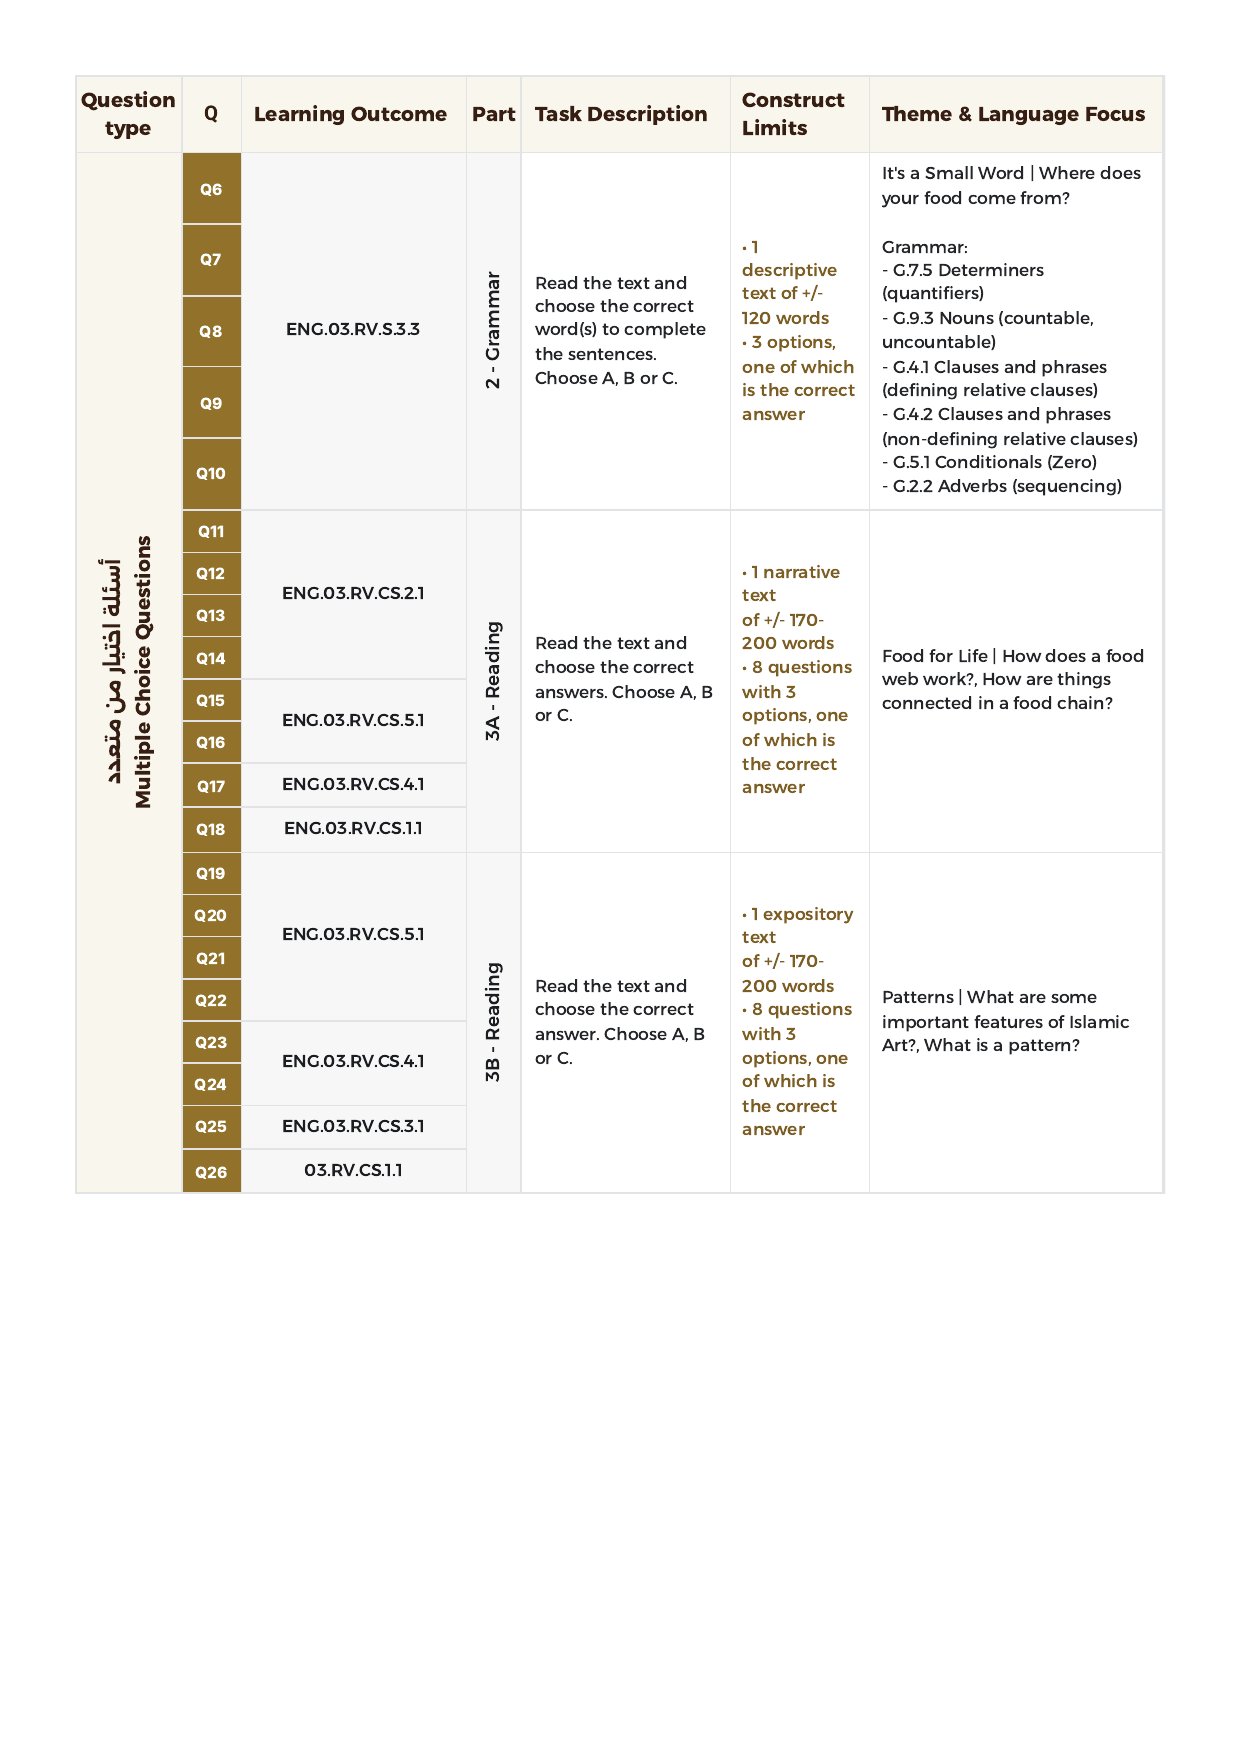 Question
type
Q
Learning Outcome
Part
Task Description
Construct
Limits
Theme & Language Focus
أسئلة اختيار من متعدد
Multiple Choice Questions
Q6
Q7
Q8
Q9
Q10
ENG.03.RV.S.3.3
2 - Grammar
Read the text and
choose the correct
word(s) to complete
the sentences.
Choose A, B or C.
• 1
descriptive
text of +/-
120 words
• 3 options,
one of which
is the correct
answer
It's a Small Word | Where does
your food come from?
Grammar:
- G.7.5 Determiners
(quantifiers)
- G.9.3 Nouns (countable,
uncountable)
- G.4.1 Clauses and phrases
(defining relative clauses)
- G.4.2 Clauses and phrases
(non-defining relative clauses)
- G.5.1 Conditionals (Zero)
- G.2.2 Adverbs (sequencing)
Q11
Q12
Q13
Q14
ENG.03.RV.CS.2.1
Q15
Q16
ENG.03.RV.CS.5.1
Q17
ENG.03.RV.CS.4.1
Q18
ENG.03.RV.CS.1.1
3A - Reading
Read the text and
choose the correct
answers. Choose A, B
or C.
• 1 narrative
text
of +/- 170-
200 words
• 8 questions
with 3
options, one
of which is
the correct
answer
Food for Life | How does a food
web work?, How are things
connected in a food chain?
Q19
Q20
Q21
Q22
ENG.03.RV.CS.5.1
Q23
Q24
ENG.03.RV.CS.4.1
Q25
ENG.03.RV.CS.3.1
Q26
03.RV.CS.1.1
3B - Reading
Read the text and
choose the correct
answer. Choose A, B
or C.
• 1 expository
text
of +/- 170-
200 words
• 8 questions
with 3
options, one
of which is
the correct
answer
Patterns | What are some
important features of Islamic
Art?, What is a pattern?